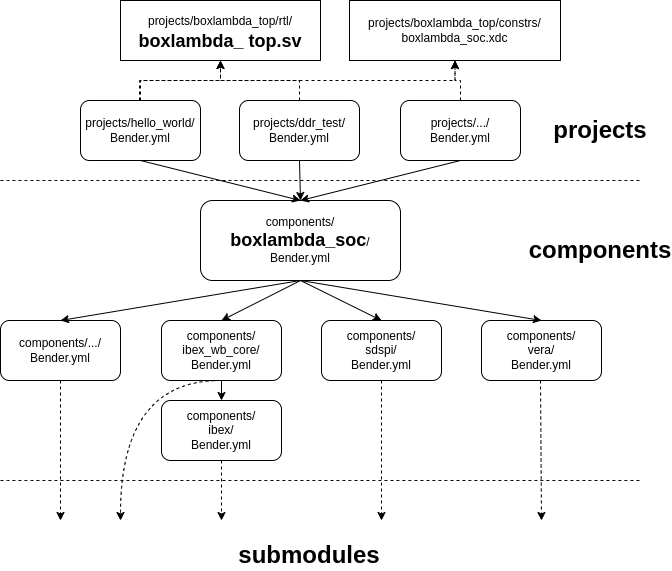 projects/boxlambda_top/rtl/
boxlambda_ top.sv
projects/boxlambda_top/constrs/
boxlambda_soc.xdc
projects/hello_world/
Bender.yml
projects/ddr_test/
Bender.yml
projects/.../
Bender.yml
projects
components/
boxlambda_soc/
Bender.yml
components
components/.../
Bender.yml
components/
ibex_wb_core/
Bender.yml
components/
sdspi/
Bender.yml
components/
vera/
Bender.yml
components/
ibex/
Bender.yml
submodules